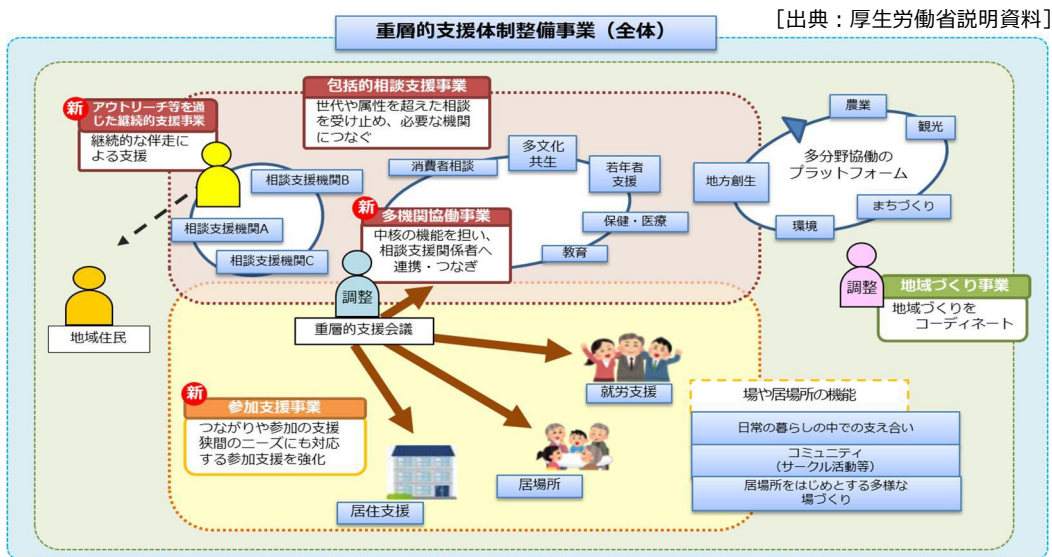 ［出典：厚生労働省説明資料］
重層的支援体制整備事業（全体）
新
アウトリーチ等を通
じた継続的支援事業
継続的な伴走に
よる支援
包括的相談支援事業
世代や属性を超えた相談
を受け止め、必要な機関
につなぐ
相談支援機関B
相談支援機関A
相談支援機関C
消費者相談
多文化
共生
若年者
支援
保健・医療
教育
新
多機関協働事業
中核の機能を担い、
相談支援関係者へ
連携・つなぎ
調整
重層的支援会議
農業
観光
多分野協働の
プラットフォーム
地方創生
まちづくり
環境
調整
地域づくり事業
地域づくりを
コーディネート
地域住民
新
参加支援事業
つながりや参加の支援
狭間のニーズにも対応
する参加支援を強化
就労支援
居場所
居住支援
場や居場所の機能
日常の暮らしの中での支え合い
コミュニティ
（サークル活動等）
居場所をはじめとする多様な
場づくり